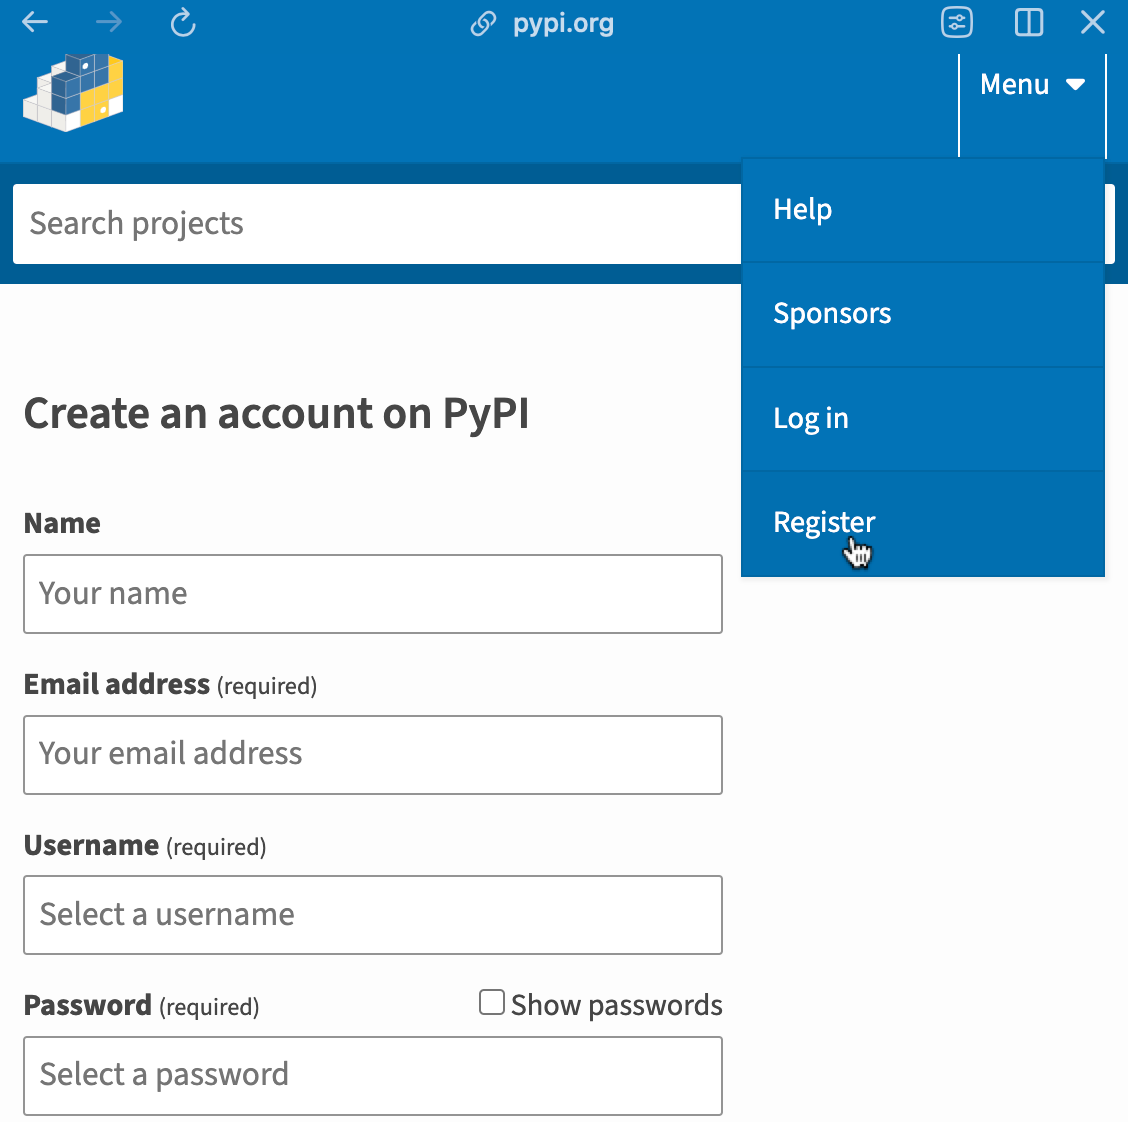 pypi.org
Menu
Search projects
Help
Sponsors
Log in
Register
Create an account on PyPI
Name
Your name
Email address (required)
Your email address
Username (required)
Select a username
Password (required) Show passwords
Select a password